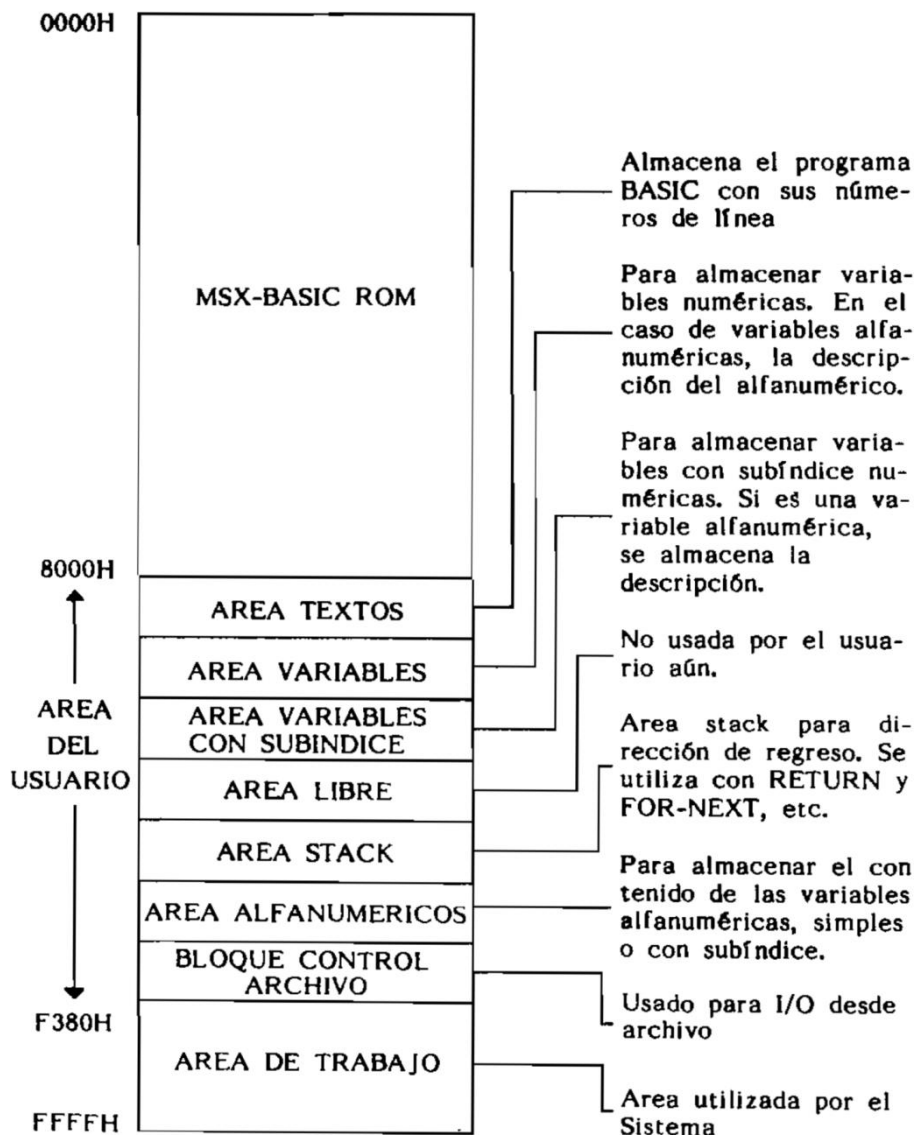 0000H
MSX-BASIC ROM
8000H
AREA
DEL
USUARIO
F380H
FFFFH
AREA TEXTOS
AREA VARIABLES
AREA VARIABLES
CON SUBINDICE
AREA LIBRE
AREA STACK
AREA ALFANUMERICOS
BLOQUE CONTROL
ARCHIVO
AREA DE TRABAJO
Almacena el programa
BASIC con sus núme-
ros de línea
Para almacenar varia-
bles numéricas. En el
caso de variables alfa-
numéricas, la descrip-
ción del alfanumérico.
Para almacenar varia-
bles con subíndice nu-
méricas. Si es una va-
riable alfanumérica,
se almacena la
descripción.
No usada por el usua-
rio aún.
Area stack para di-
rección de regreso. Se
utiliza con RETURN y
FOR-NEXT, etc.
Para almacenar el con
tenido de las variables
alfanuméricas, simples
o con subíndice.
Usado para I/O desde
archivo
Area utilizada por el
Sistema